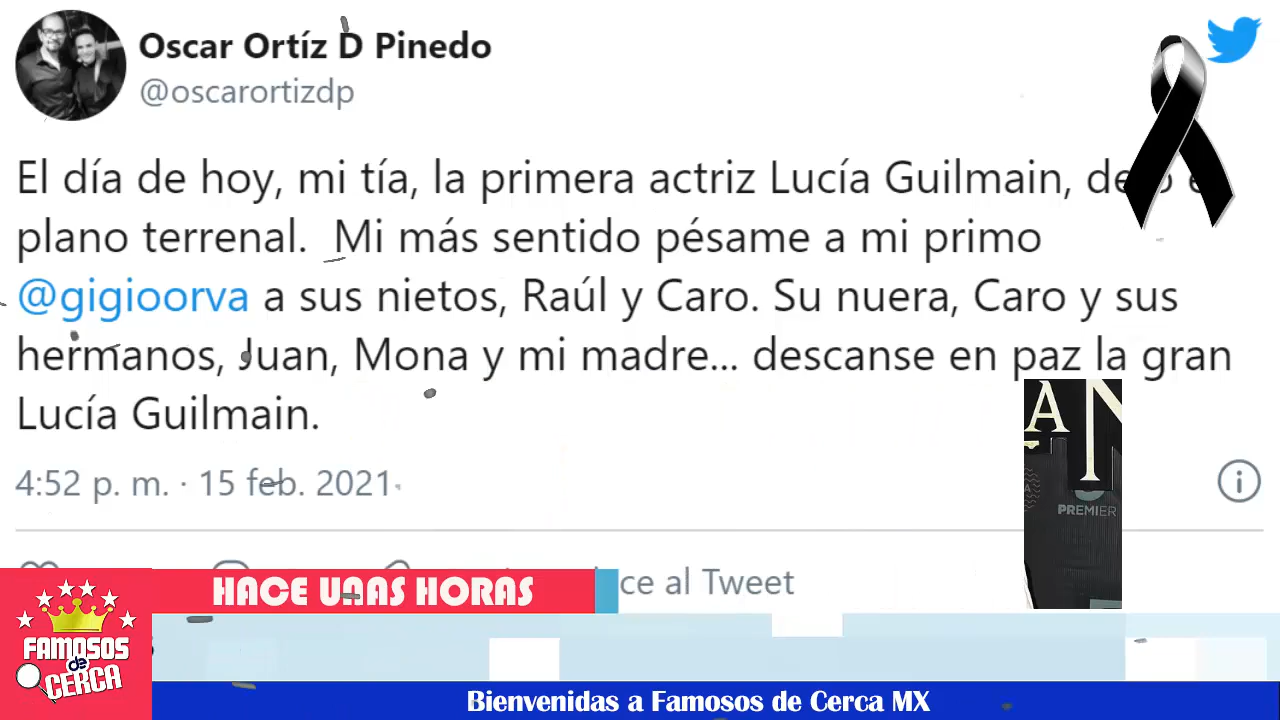 Oscar Ortíz D Pinedo
@oscarortizdp
El día de hoy, mi tía, la primera actriz Lucía Guilmain,
plano terrenal. Mi más sentido pésame a mi primo
@gigioorva a sus nietos, Raúl y Caro. Su nuera, Caro y sus
hermanos, Juan, Mona y mi madre... descanse en paz la gran
Lucía Guilmain.
4:52 p. m. · 15 feb. 2021
PREMIER
al Tweet
HACE UNAS HORAS
FAMOSOS
de
CERCA
Bienvenidas a Famosos de Cerca MX